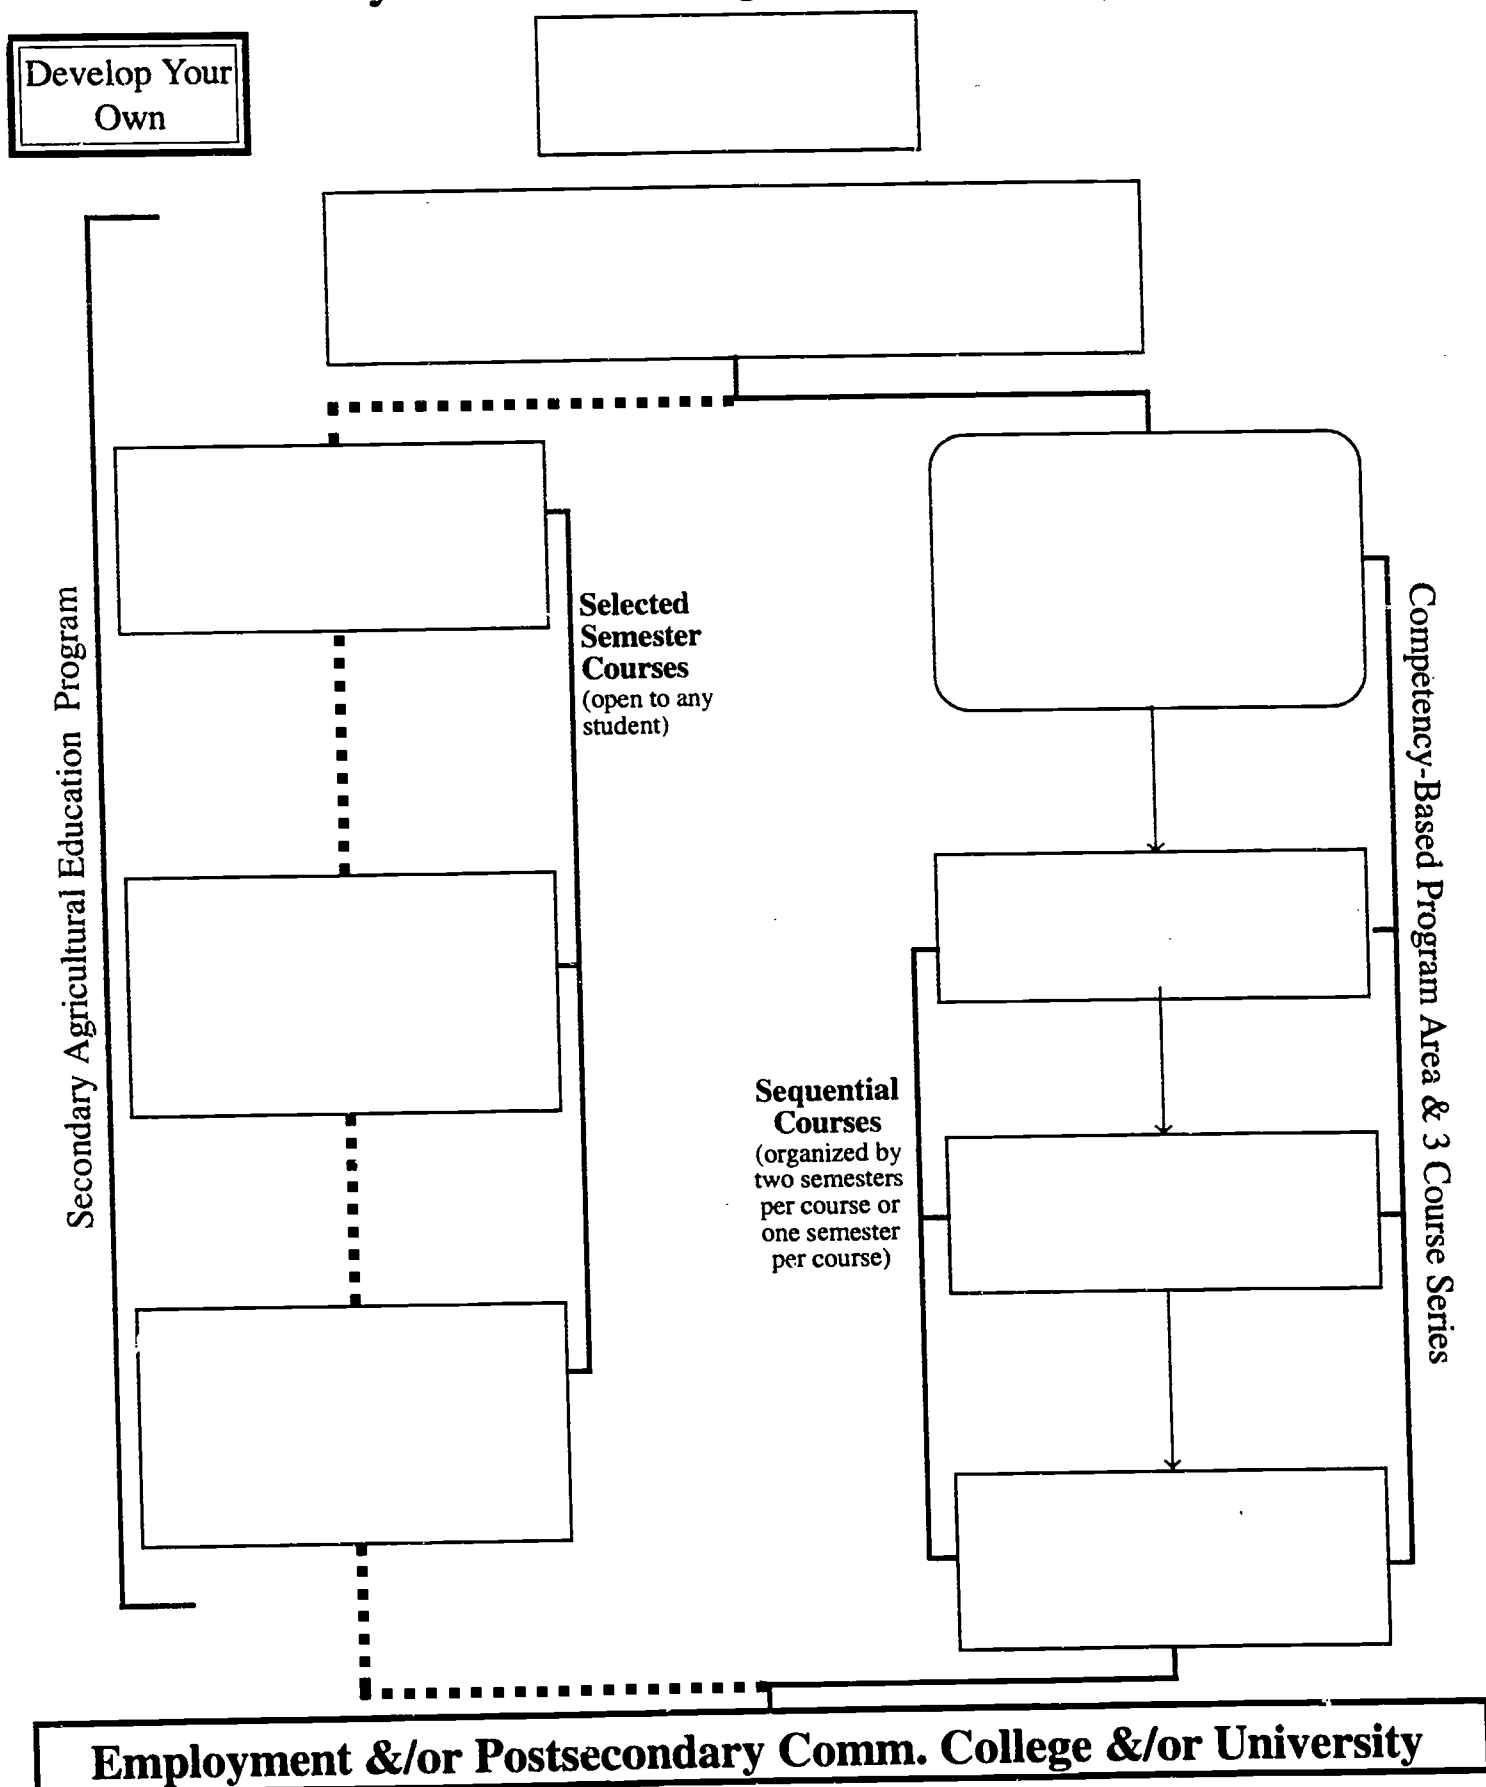 Develop Your
Own
Secondary Agricultural Education Program
Selected
Semester
Courses
(open to any
student)
Competency-Based Program Area & 3 Course Series
Sequential
Courses
(organized by
two semesters
per course or
one semester
per course)
Employment &/or Postsecondary Comm. College &/or University